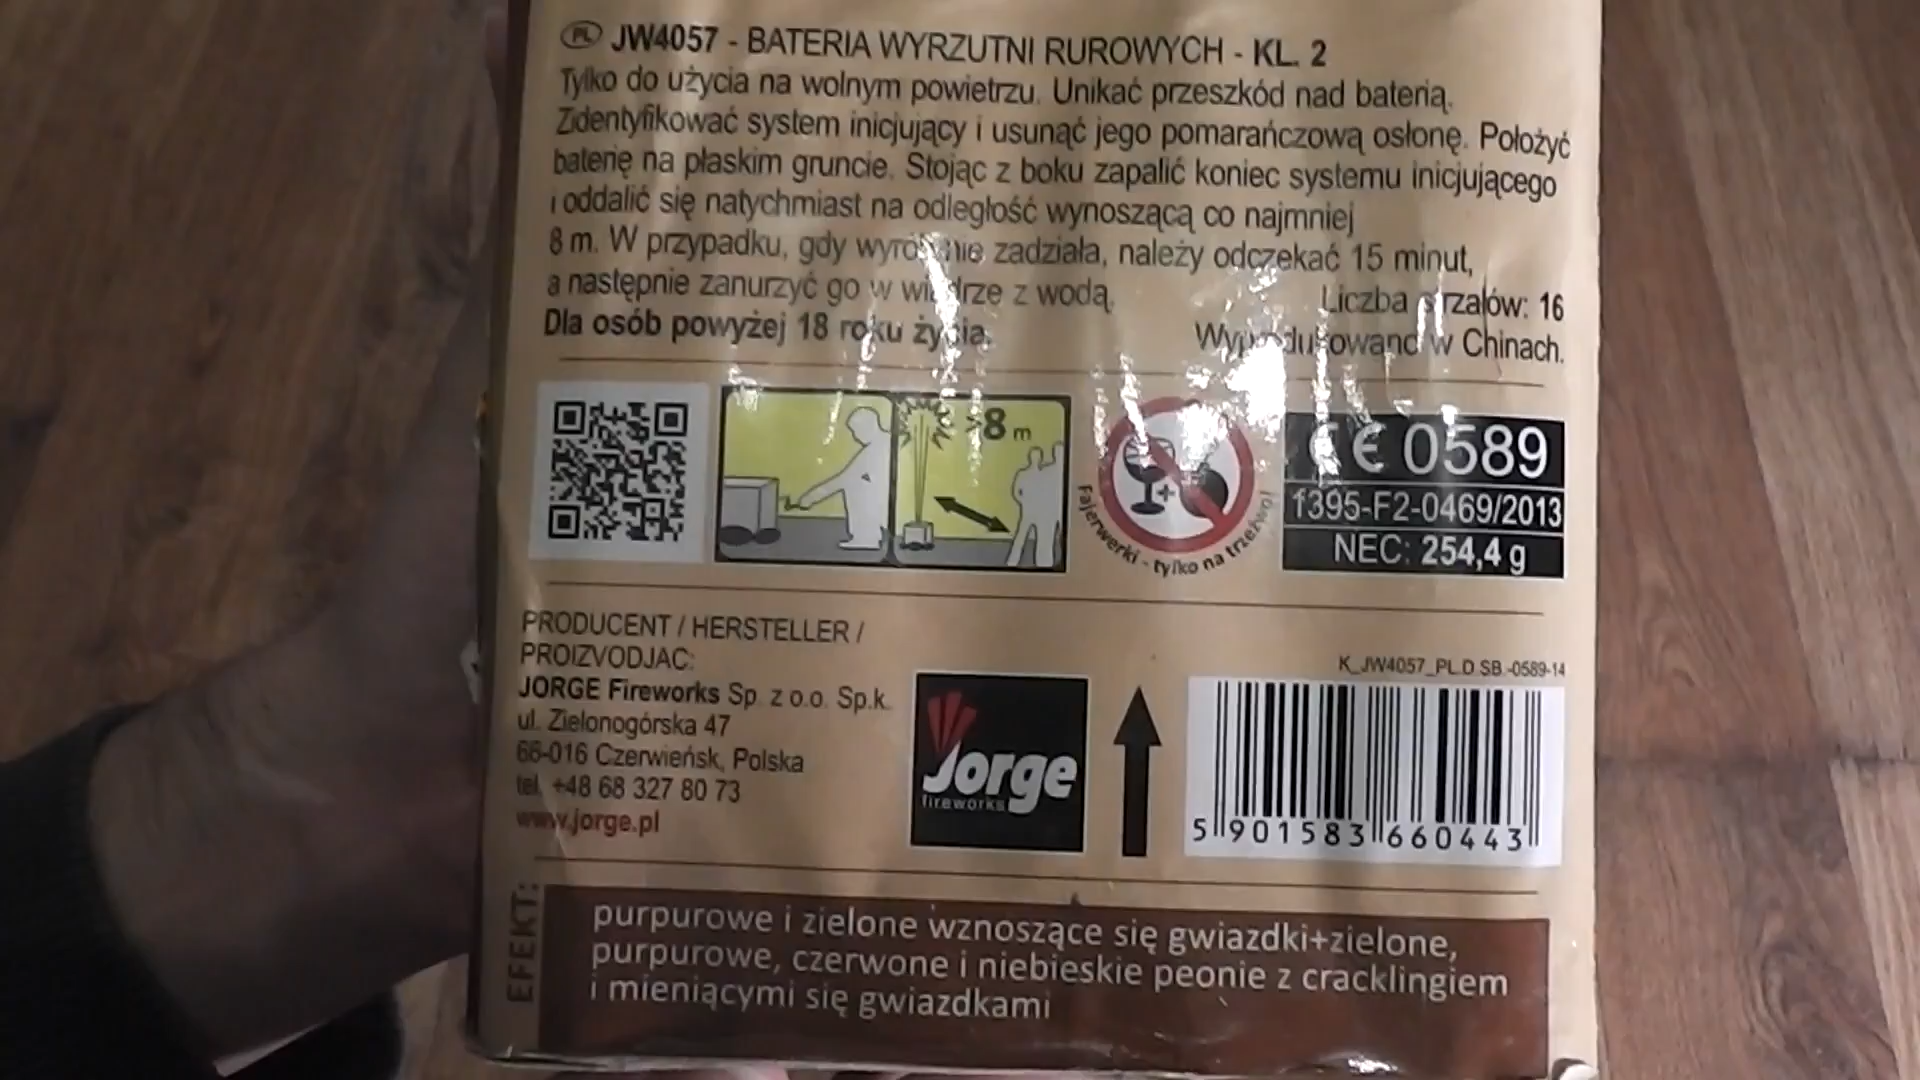 PL JW4057 - BATERIA WYRZUTNI RUROWYCH - KL. 2
Tylko do użycia na wolnym powietrzu. Unikać przeszkód nad baterią.
Zidentyfikować system inicjujący i usunąć jego pomarańczową osłonę. Położyć
baterię na płaskim gruncie. Stojąc z boku zapalić koniec systemu inicjującego
i oddalić się natychmiast na odległość wynoszącą co najmniej
8 m. W przypadku, gdy wyrób nie zadziała, należy odczekać 15 minut,
a następnie zanurzyć go w wiadrze z wodą.
Liczba strzałów: 16
Dla osób powyżej 18 roku życia.
Wyprodukowano w Chinach.
>8 m
Fajerwerki - tylko na trzeźwo!
CE 0589
1395-F2-0469/2013
NEC: 254,4 g
PRODUCENT / HERSTELLER /
PROIZVODJAC:
JORGE Fireworks Sp. z o.o. Sp.k.
ul. Zielonogórska 47
66-016 Czerwieńsk, Polska
tel. +48 68 327 80 73
www.jorge.pl
Jorge
fireworks
K_JW4057_PL.D.SB.-0589-14
5 901583 660443
EFEKT:
purpurowe i zielone wznoszące się gwiazdki+zielone,
purpurowe, czerwone i niebieskie peonie z cracklingiem
i mieniącymi się gwiazdkami